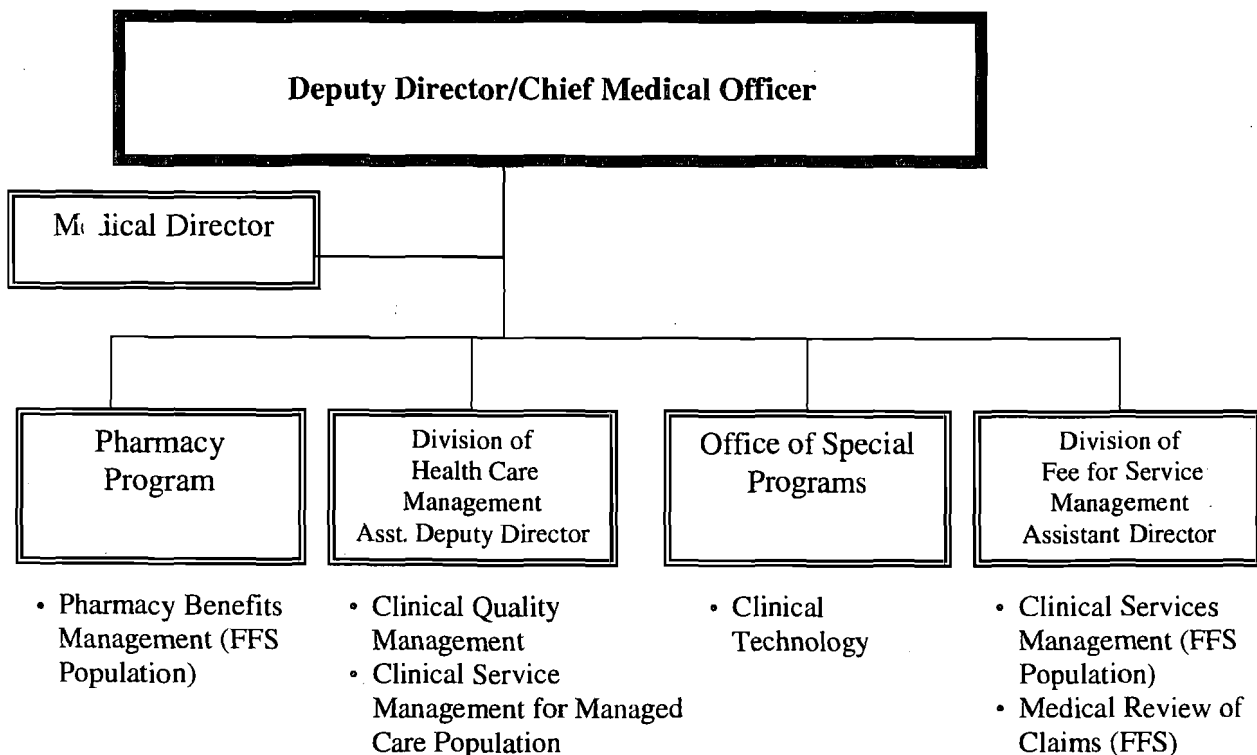 Deputy Director/Chief Medical Officer
Medical Director
Pharmacy
Program
Division of
Health Care
Management
Asst. Deputy Director
Office of Special
Programs
Division of
Fee for Service
Management
Assistant Director
• Pharmacy Benefits
Management (FFS
Population)
• Clinical Quality
Management
• Clinical Service
Management for Managed
Care Population
• Clinical
Technology
• Clinical Services
Management (FFS
Population)
• Medical Review of
Claims (FFS)